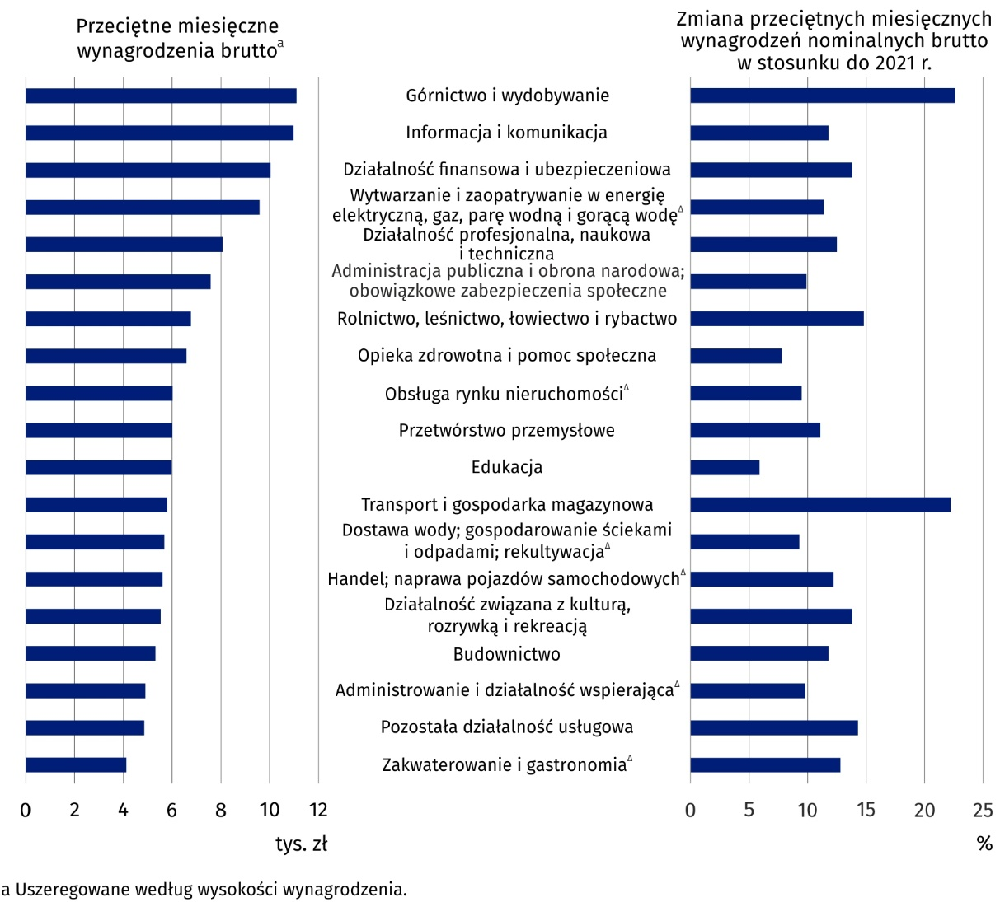 Przeciętne miesięczne
wynagrodzenia brutto^a
Zmiana przeciętnych miesięcznych
wynagrodzeń nominalnych brutto
w stosunku do 2021 r.
Górnictwo i wydobywanie
Informacja i komunikacja
Działalność finansowa i ubezpieczeniowa
Wytwarzanie i zaopatrywanie w energię
elektryczną, gaz, parę wodną i gorącą wodę^Δ
Działalność profesjonalna, naukowa
i techniczna
Administracja publiczna i obrona narodowa;
obowiązkowe zabezpieczenia społeczne
Rolnictwo, leśnictwo, łowiectwo i rybactwo
Opieka zdrowotna i pomoc społeczna
Obsługa rynku nieruchomości^Δ
Przetwórstwo przemysłowe
Edukacja
Transport i gospodarka magazynowa
Dostawa wody; gospodarowanie ściekami
i odpadami; rekultywacja^Δ
Handel; naprawa pojazdów samochodowych^Δ
Działalność związana z kulturą,
rozrywką i rekreacją
Budownictwo
Administrowanie i działalność wspierająca^Δ
Pozostała działalność usługowa
Zakwaterowanie i gastronomia^Δ
0 2 4 6 8 10 12
tys. zł
0 5 10 15 20 25
%
a Uszeregowane według wysokości wynagrodzenia.